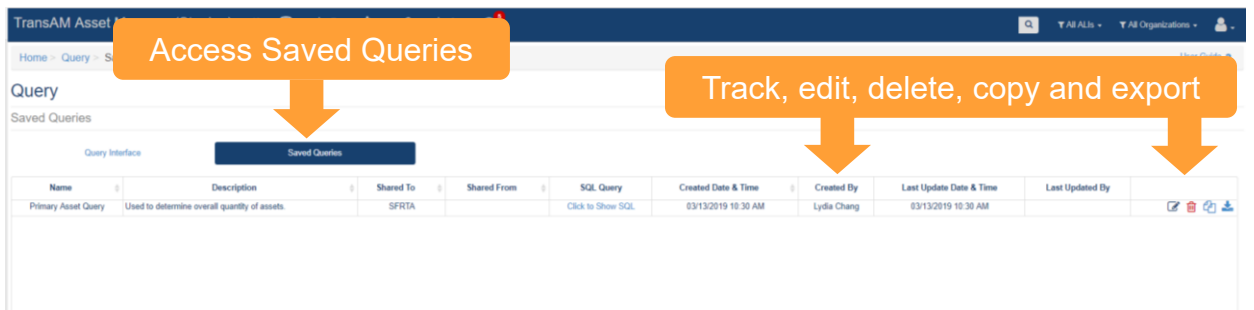 TransAM Asset
Access Saved Queries
All ALIs
All Organizations
Home > Query > S
Track, edit, delete, copy and export
Query
Saved Queries
Query Interface
Saved Queries
Name Description Shared To Shared From SQL Query Created Date & Time Created By Last Update Date & Time Last Updated By
Primary Asset Query Used to determine overall quantity of assets. SFRTA Click to Show SQL 03/13/2019 10:30 AM Lydia Chang 03/13/2019 10:30 AM